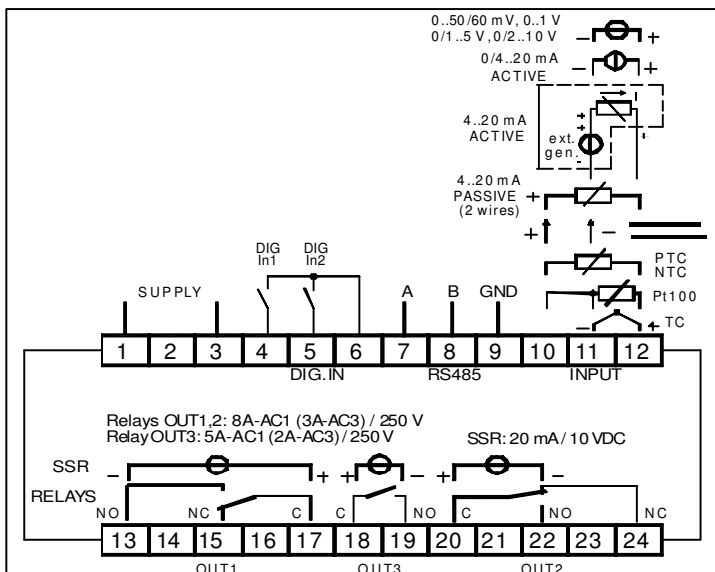 0..50/60 mV, 0..1 V
0/1..5 V, 0/2..10 V
− +
0/4..20 mA
ACTIVE
− +
4..20 mA
ACTIVE
ext.
gen.
+
+
-
4..20 mA
PASSIVE
(2 wires)
+
+ −
PTC
NTC
Pt100
− + TC
DIG
In1
DIG
In2
SUPPLY
A B GND
1 2 3 4 5 6 7 8 9 10 11 12
DIG.IN RS485 INPUT
Relays OUT1,2: 8A-AC1 (3A-AC3) / 250 V
Relay OUT3: 5A-AC1 (2A-AC3) / 250 V
SSR: 20 mA / 10 VDC
SSR − + + − + −
RELAYS
NO NC C C NO C NO NC
13 14 15 16 17 18 19 20 21 22 23 24
OUT1 OUT3 OUT2